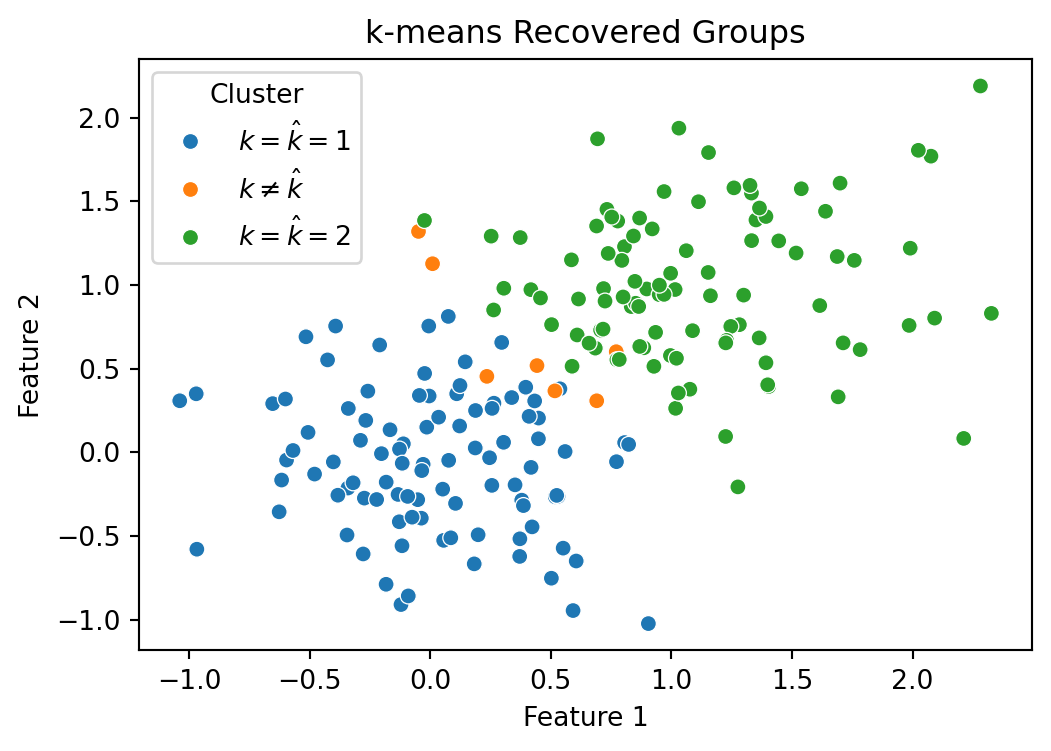 k-means Recovered Groups
Cluster
k = k̂ = 1
k ≠ k̂
k = k̂ = 2
Feature 2
2.0
1.5
1.0
0.5
0.0
−0.5
−1.0
−1.0 −0.5 0.0 0.5 1.0 1.5 2.0
Feature 1